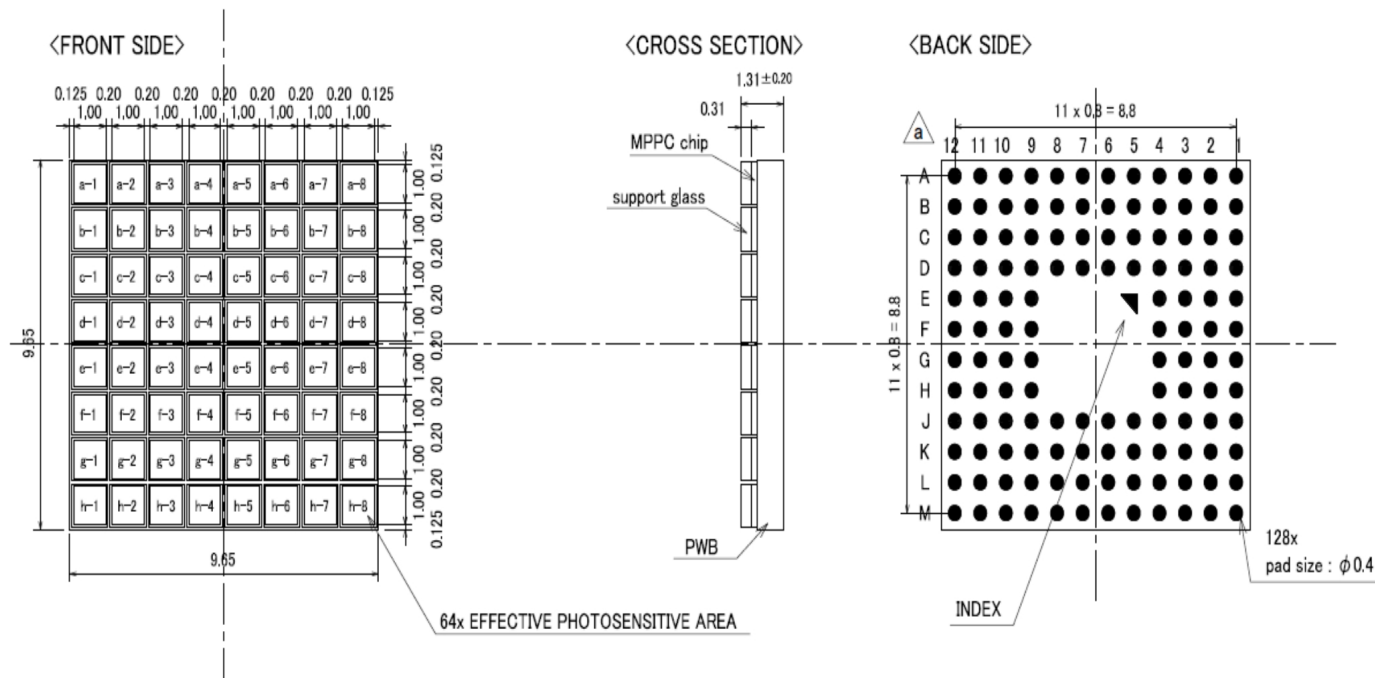 〈FRONT SIDE〉
〈CROSS SECTION〉
〈BACK SIDE〉
0.125 0.20 0.20 0.20 0.20 0.20 0.20 0.20 0.125
1.00 1.00 1.00 1.00 1.00 1.00 1.00 1.00
a-1 a-2 a-3 a-4 a-5 a-6 a-7 a-8
b-1 b-2 b-3 b-4 b-5 b-6 b-7 b-8
c-1 c-2 c-3 c-4 c-5 c-6 c-7 c-8
d-1 d-2 d-3 d-4 d-5 d-6 d-7 d-8
e-1 e-2 e-3 e-4 e-5 e-6 e-7 e-8
f-1 f-2 f-3 f-4 f-5 f-6 f-7 f-8
g-1 g-2 g-3 g-4 g-5 g-6 g-7 g-8
h-1 h-2 h-3 h-4 h-5 h-6 h-7 h-8
0.125
1.00
0.20
1.00
0.20
1.00
0.20
1.00
0.20
1.00
0.20
1.00
0.20
1.00
0.20
1.00
0.125
9.65
9.65
64x EFFECTIVE PHOTOSENSITIVE AREA
1.31±0.20
0.31
MPPC chip
support glass
PWB
11 x 0.8 = 8.8
a
12 11 10 9 8 7 6 5 4 3 2 1
A
B
C
D
E
F
G
H
J
K
L
M
11 x 0.8 = 8.8
INDEX
128x
pad size : ϕ0.4